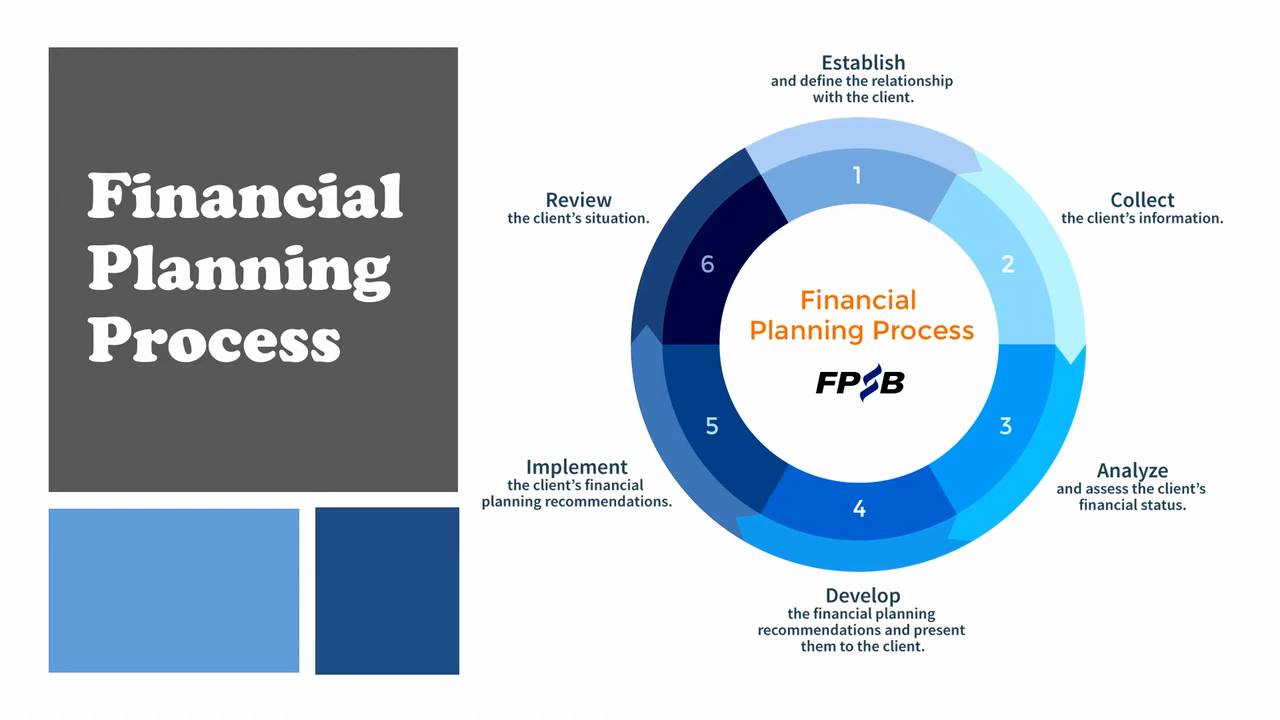 Financial
Planning
Process
Establish
and define the relationship
with the client.
1
Collect
the client's information.
2
Analyze
and assess the client's
financial status.
3
Develop
the financial planning
recommendations and present
them to the client.
4
Implement
the client's financial
planning recommendations.
5
Review
the client's situation.
6
Financial
Planning Process
FPSB